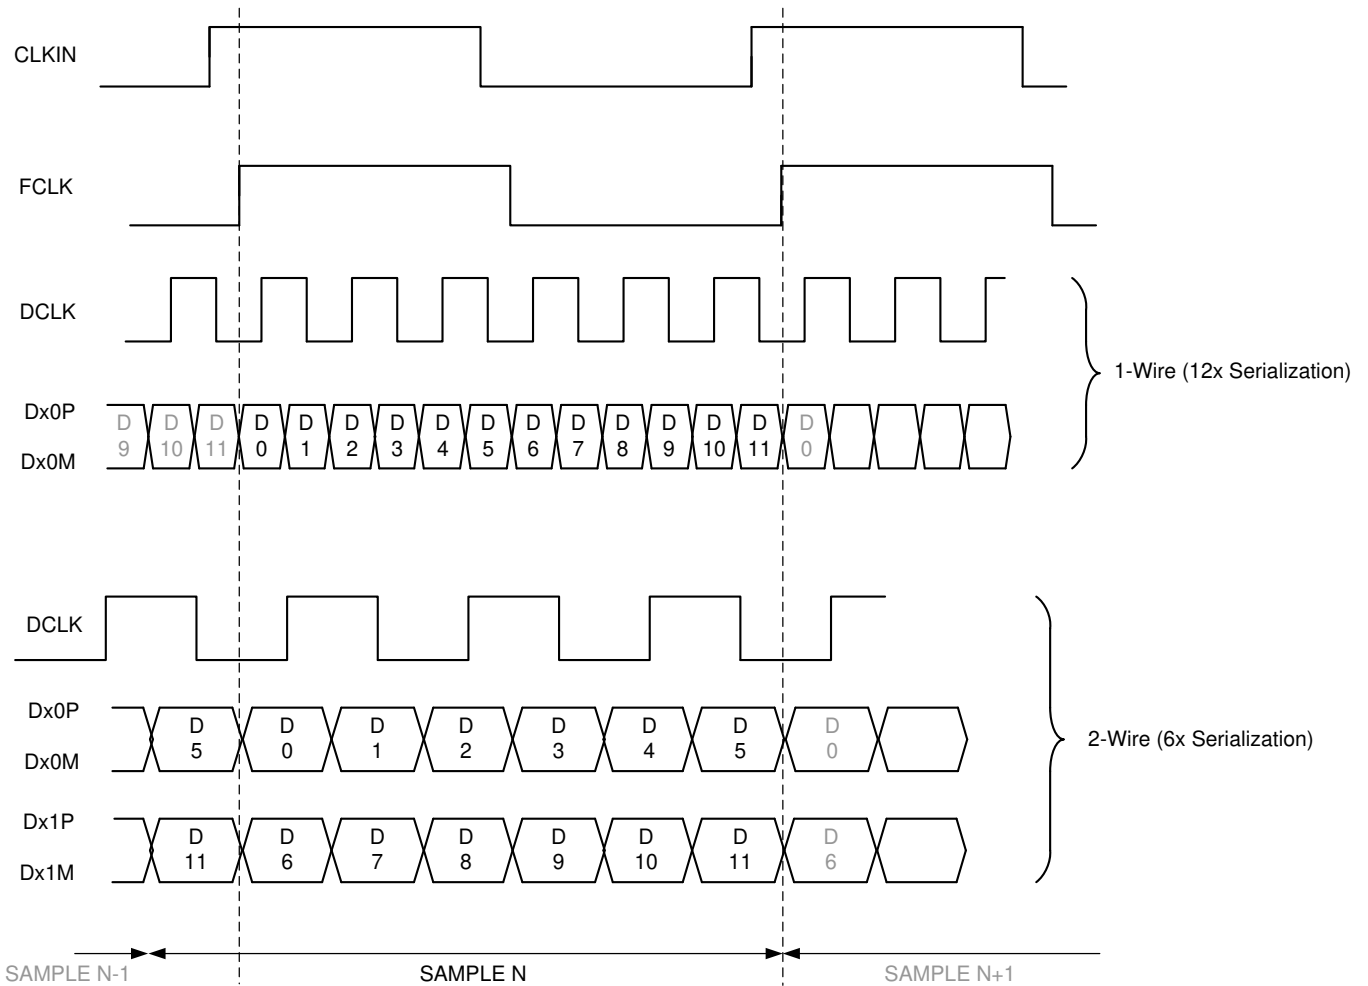 CLKIN
FCLK
DCLK
1-Wire (12x Serialization)
Dx0P
D D D D D D D D D D D D D D D D
9 10 11 0 1 2 3 4 5 6 7 8 9 10 11 0
Dx0M
DCLK
Dx0P
D D D D D D D D
5 0 1 2 3 4 5 0
Dx0M
2-Wire (6x Serialization)
Dx1P
D D D D D D D D
11 6 7 8 9 10 11 6
Dx1M
SAMPLE N-1 SAMPLE N SAMPLE N+1